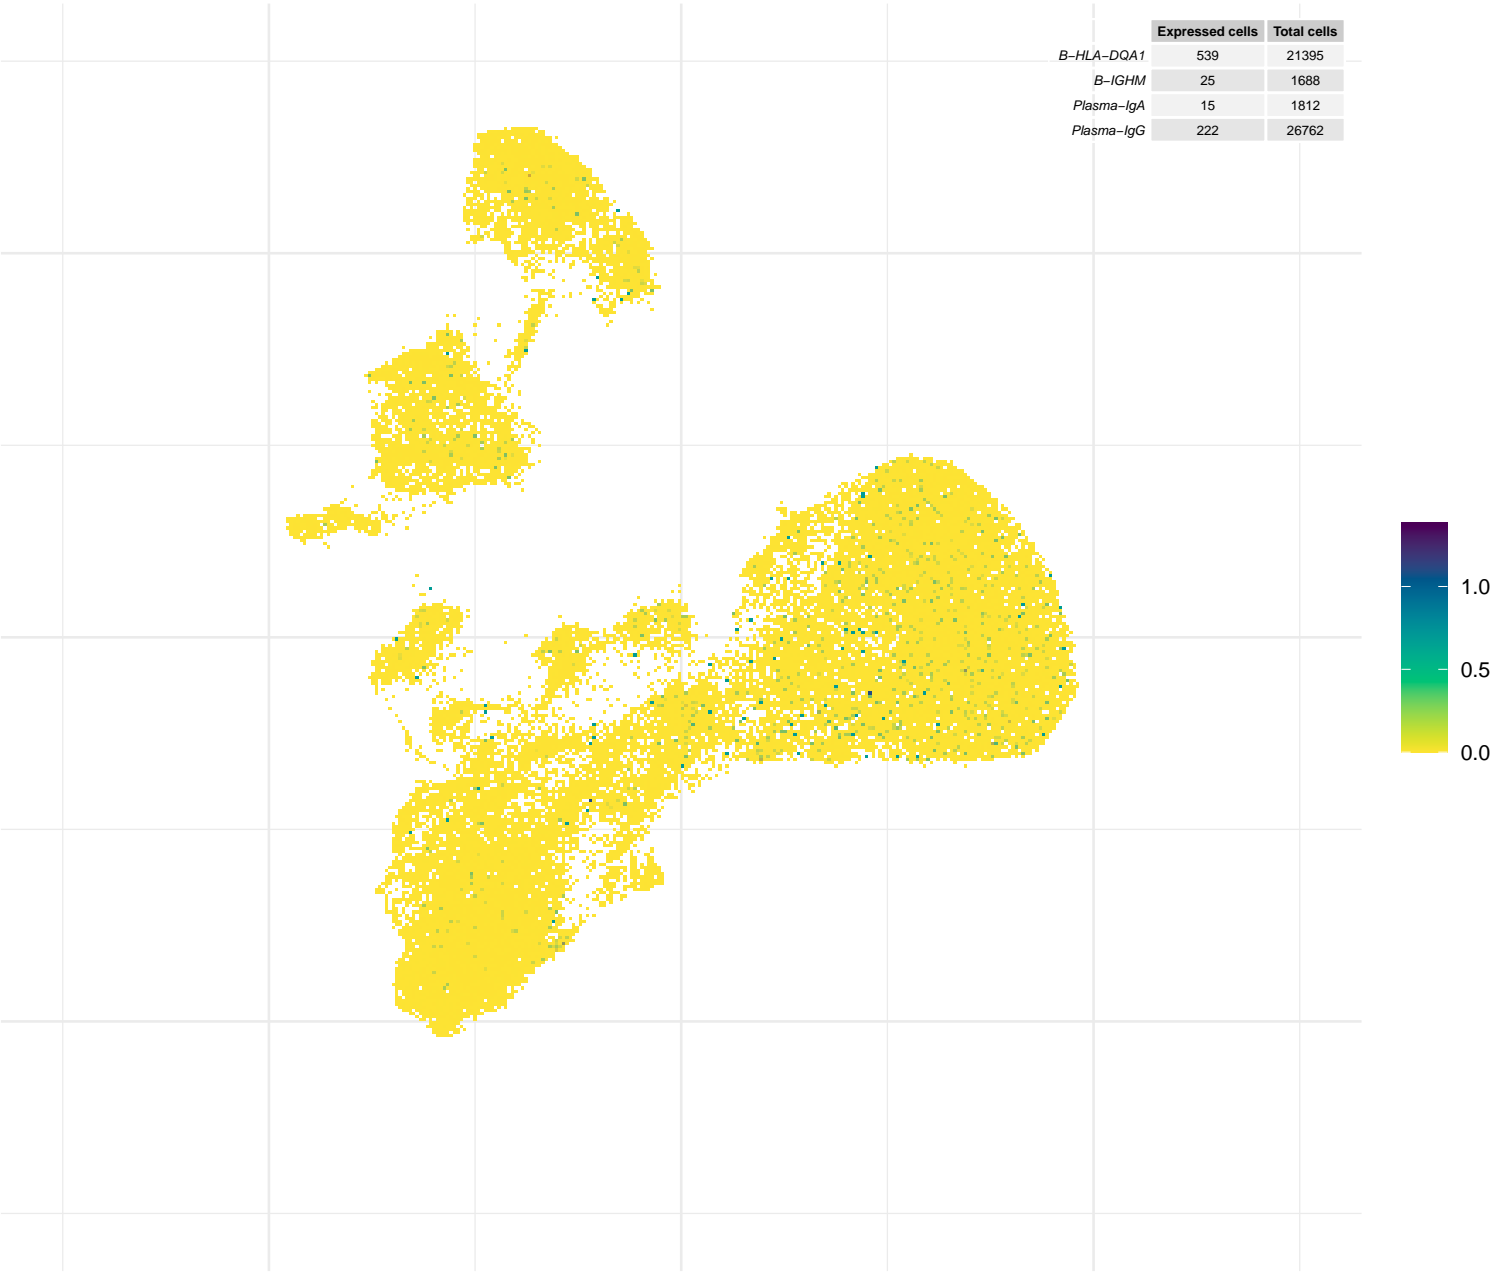 Expressed cells Total cells
B−HLA−DQA1 539 21395
B−IGHM 25 1688
Plasma−IgA 15 1812
Plasma−IgG 222 26762
1.0
0.5
0.0